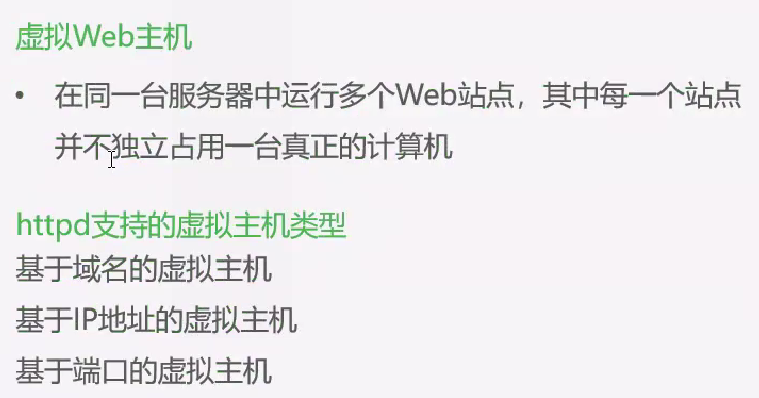 虚拟Web主机
• 在同一台服务器中运行多个Web站点，其中每一个站点
并不独立占用一台真正的计算机
httpd支持的虚拟主机类型
基于域名的虚拟主机
基于IP地址的虚拟主机
基于端口的虚拟主机